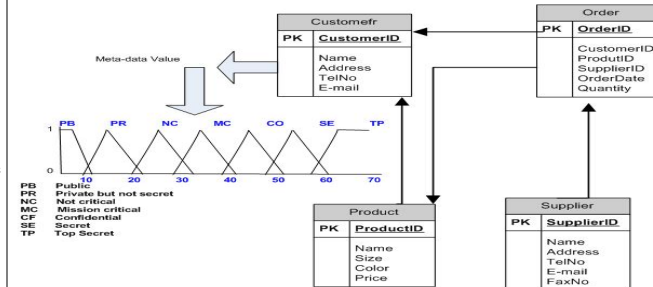 Customefr
PK CustomerID
Name
Address
TelNo
E-mail
Order
PK OrderID
CustomerID
ProdutID
SupplierID
OrderDate
Quantity
Meta-data Value
PB PR NC MC CO SE TP
1
0
10 20 30 40 50 60 70
PB Public
PR Private but not secret
NC Not critical
MC Mission critical
CF Confidential
SE Secret
TP Top Secret
Product
PK ProductID
Name
Size
Color
Price
Supplier
PK SupplierID
Name
Address
TelNo
E-mail
FaxNo